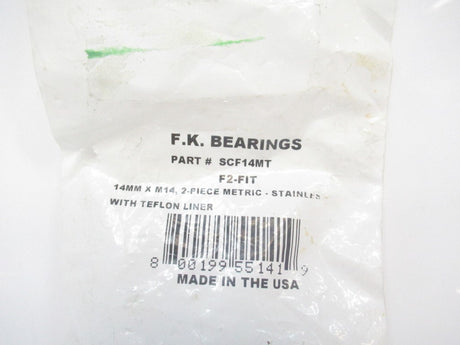 F.K. BEARINGS
PART # SCF14MT
F2-FIT
14MM X M14, 2-PIECE METRIC - STAINLES
WITH TEFLON LINER
8 00199 55141 9
MADE IN THE USA